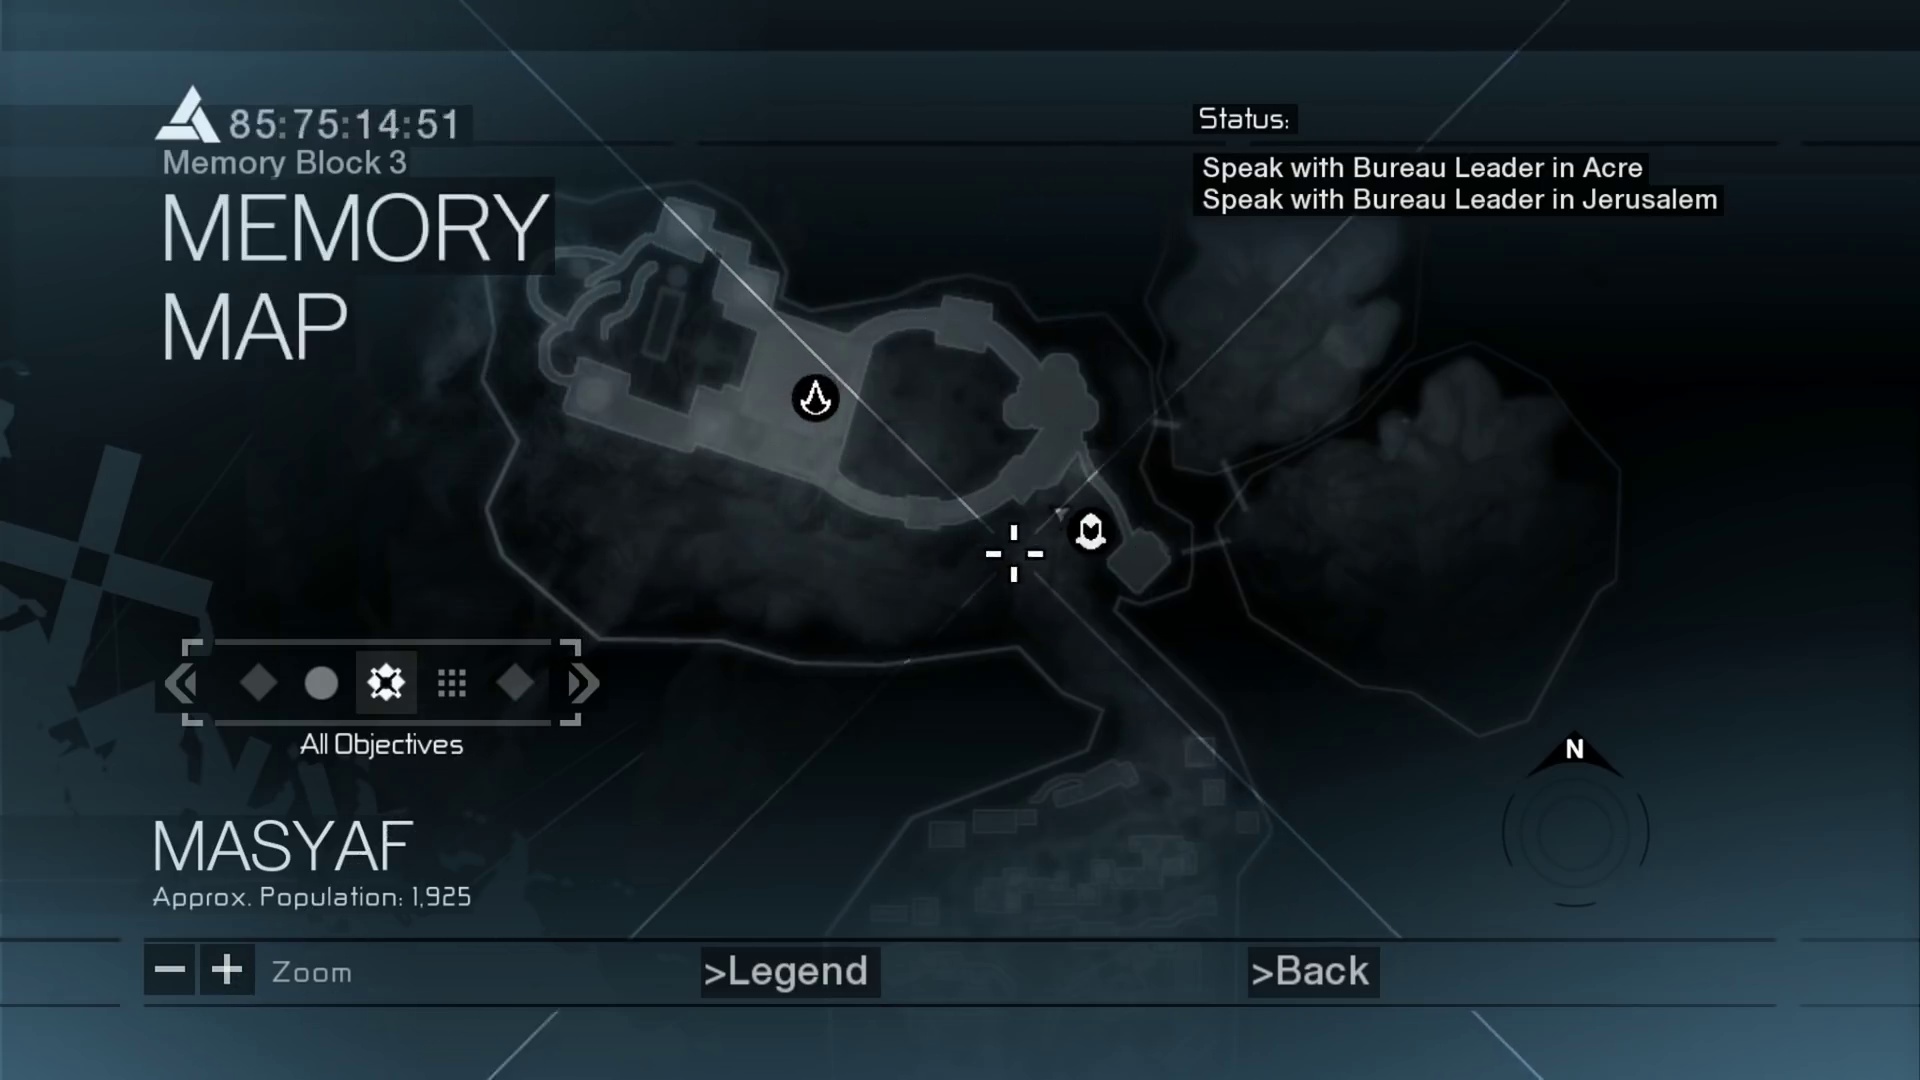 85:75:14:51
Memory Block 3
MEMORY
MAP
Status:
Speak with Bureau Leader in Acre
Speak with Bureau Leader in Jerusalem
All Objectives
N
MASYAF
Approx. Population: 1,925
Zoom
>Legend
>Back